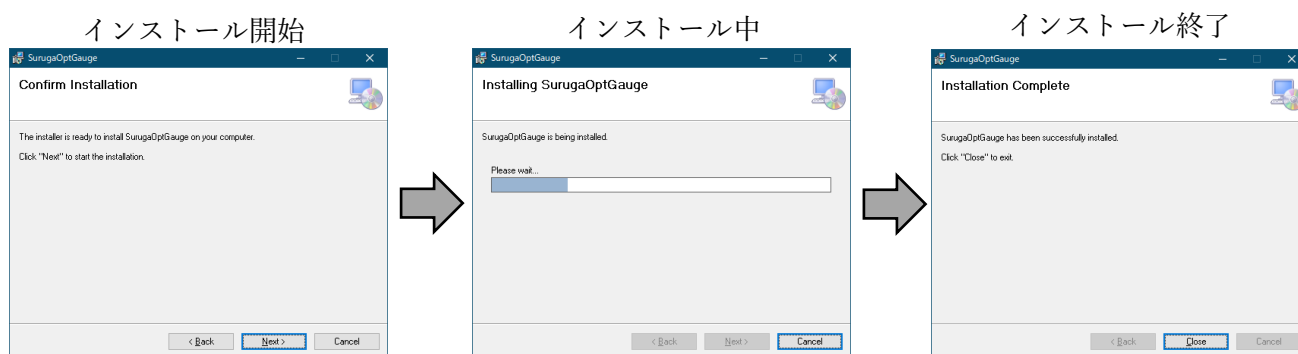 インストール開始
SurugaOptGauge
Confirm Installation
The installer is ready to install SurugaOptGauge on your computer.
Click "Next" to start the installation.
< Back
Next >
Cancel
インストール中
SurugaOptGauge
Installing SurugaOptGauge
SurugaOptGauge is being installed.
Please wait...
< Back
Next >
Cancel
インストール終了
SurugaOptGauge
Installation Complete
SurugaOptGauge has been successfully installed.
Click "Close" to exit.
< Back
Close
Cancel